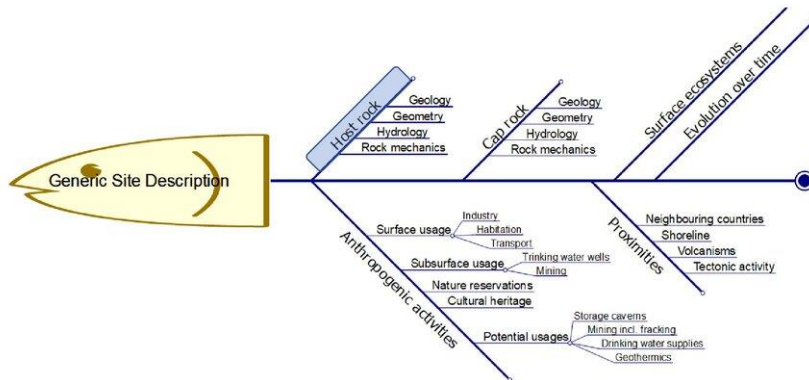 Generic Site Description
Host rock
Geology
Geometry
Hydrology
Rock mechanics
Cap rock
Geology
Geometry
Hydrology
Rock mechanics
Surface ecosystems
Evolution over time
Anthropogenic activities
Surface usage
Industry
Habitation
Transport
Subsurface usage
Trinking water wells
Mining
Nature reservations
Cultural heritage
Potential usages
Storage caverns
Mining incl. fracking
Drinking water supplies
Geothermics
Proximities
Neighbouring countries
Shoreline
Volcanisms
Tectonic activity